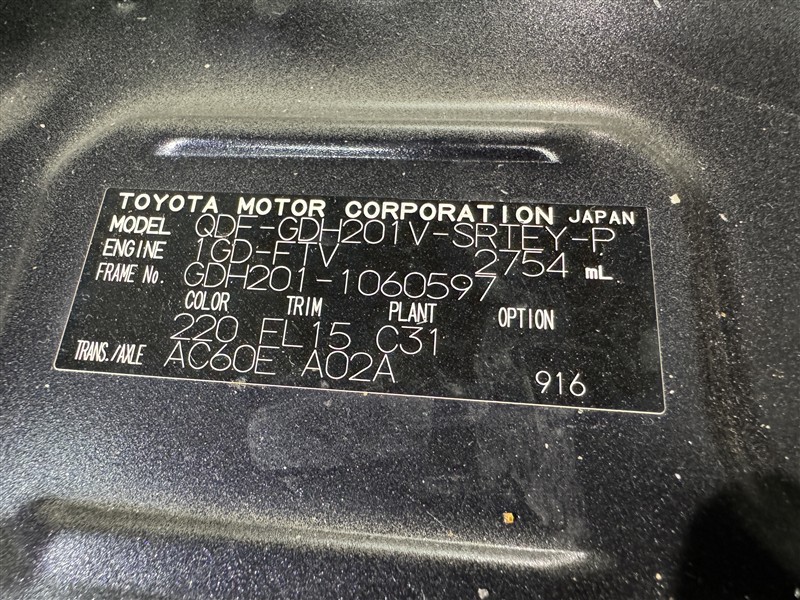 TOYOTA MOTOR CORPORATION JAPAN
MODEL QDF-GDH201V-SRTEY-P
ENGINE 1GD-FTV 2754 mL
FRAME No. GDH201-1060597
COLOR TRIM PLANT OPTION
220 FL15 C31
TRANS./AXLE AC60E A02A
916